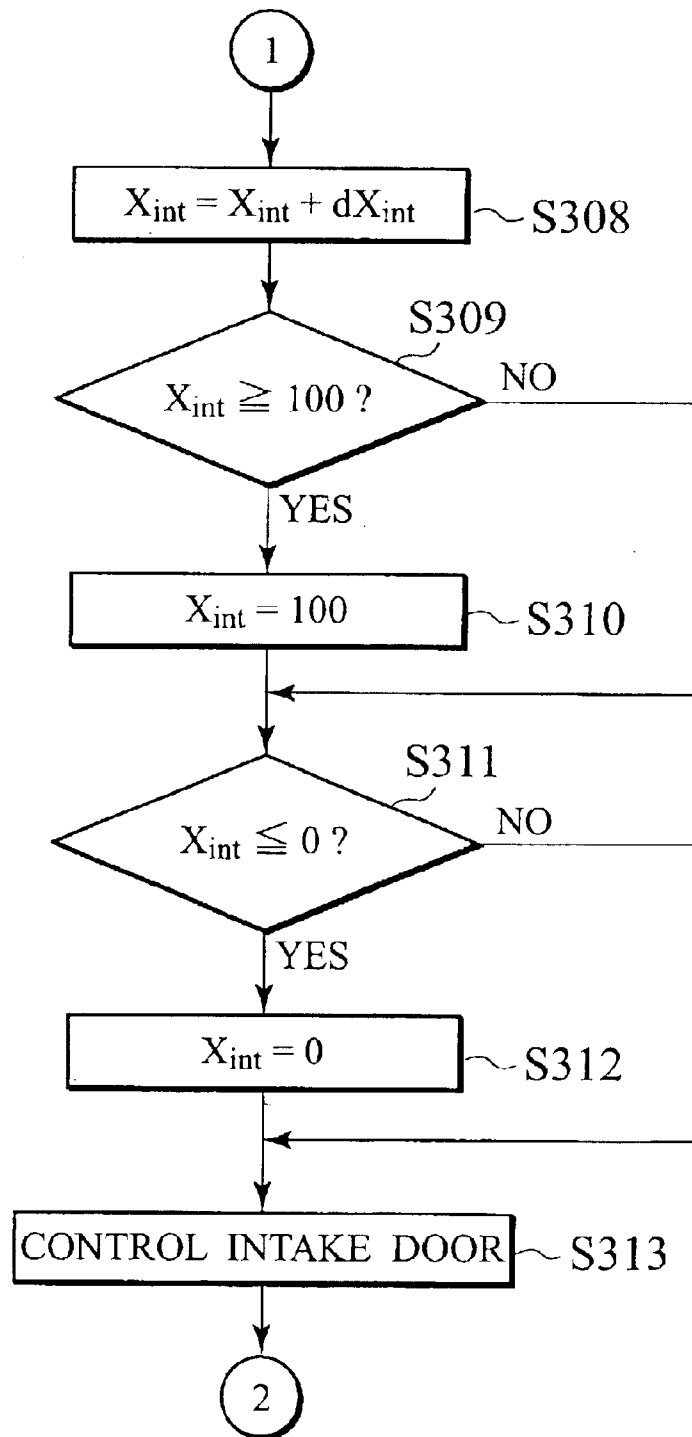 1
X_int = X_int + dX_int
S308
S309
X_int ≧ 100 ?
NO
YES
X_int = 100
S310
S311
X_int ≦ 0 ?
NO
YES
X_int = 0
S312
CONTROL INTAKE DOOR
S313
2